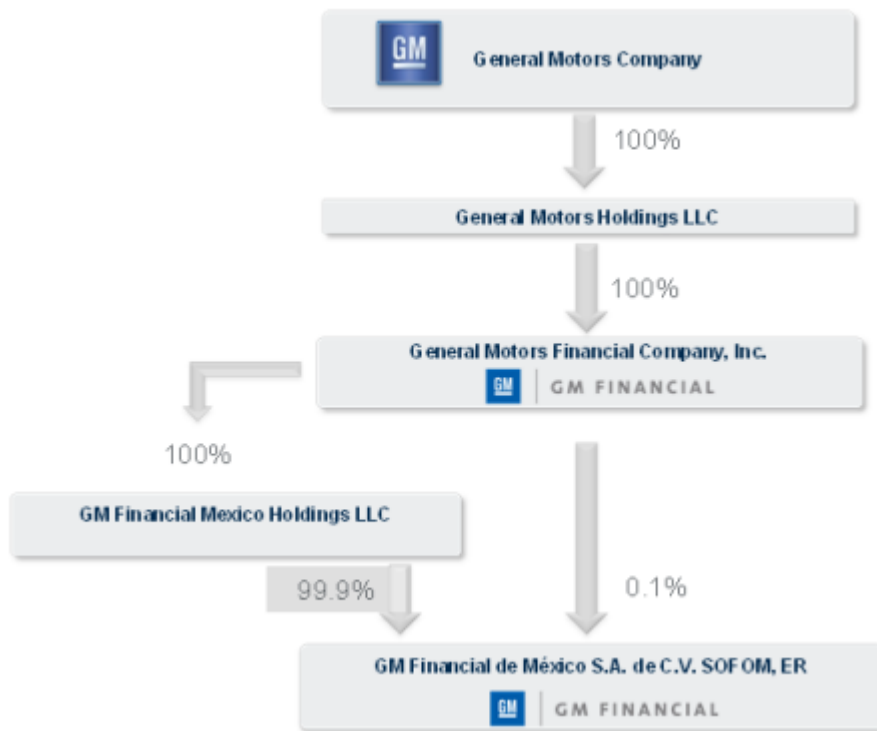 GM
General Motors Company
100%
General Motors Holdings LLC
100%
General Motors Financial Company, Inc.
GM GM FINANCIAL
100%
GM Financial Mexico Holdings LLC
99.9%
0.1%
GM Financial de México S.A. de C.V. SOFOM, ER
GM GM FINANCIAL